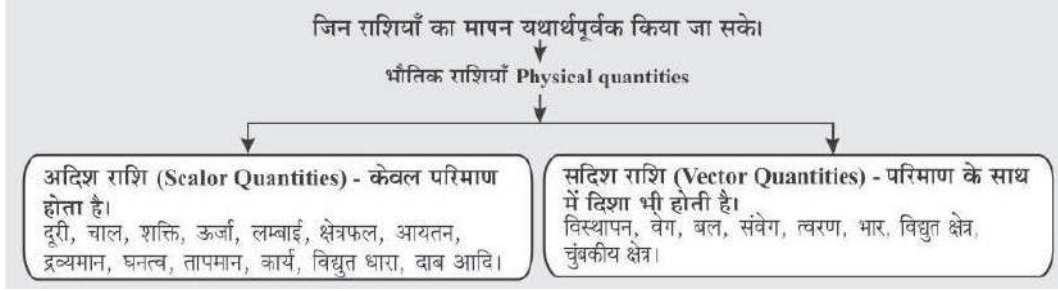 जिन राशियाँ का मापन यथार्थपूर्वक किया जा सके।
भौतिक राशियाँ Physical quantities
अदिश राशि (Scalor Quantities) - केवल परिमाण
होता है।
दूरी, चाल, शक्ति, ऊर्जा, लम्बाई, क्षेत्रफल, आयतन,
द्रव्यमान, घनत्व, तापमान, कार्य, विद्युत धारा, दाब आदि।
सदिश राशि (Vector Quantities) - परिमाण के साथ
में दिशा भी होती है।
विस्थापन, वेग, बल, संवेग, त्वरण, भार, विद्युत क्षेत्र,
चुंबकीय क्षेत्र।